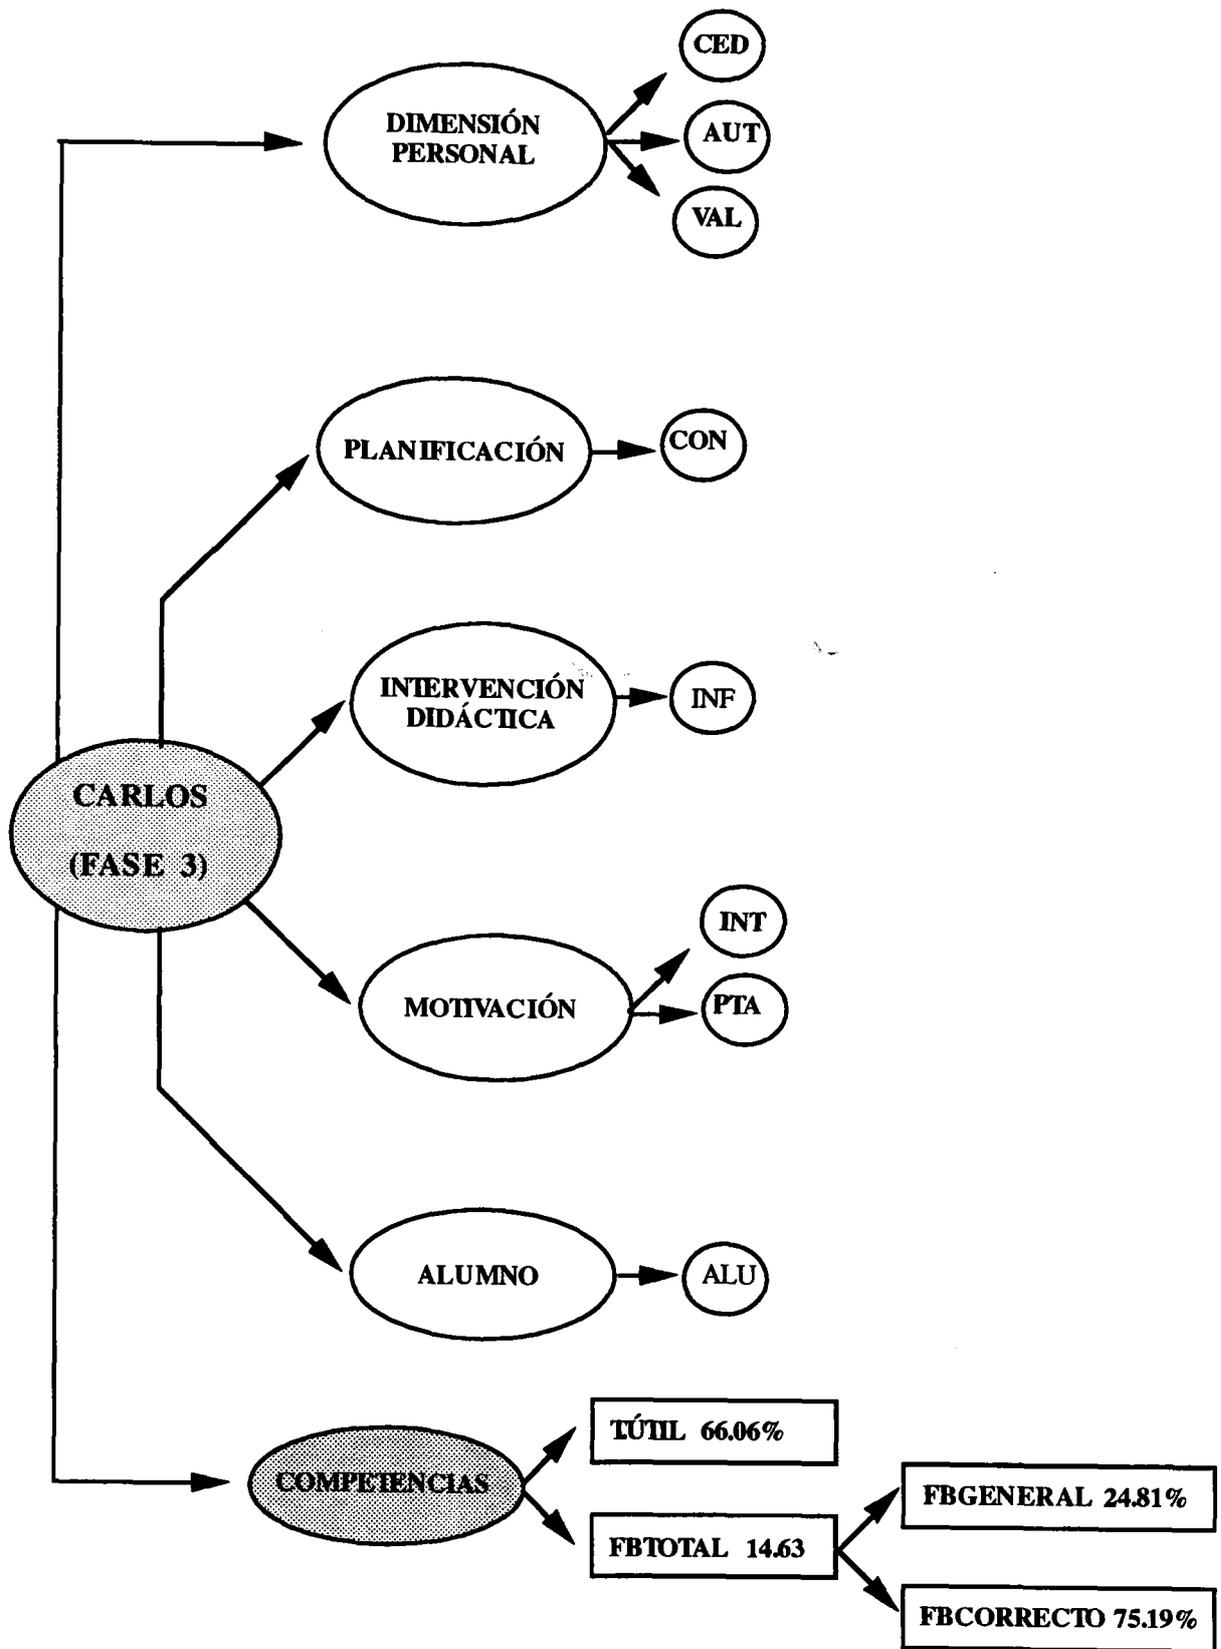 CED
DIMENSIÓN
PERSONAL
AUT
VAL
PLANIFICACIÓN
CON
INTERVENCIÓN
DIDÁCTICA
INF
CARLOS
(FASE 3)
INT
MOTIVACIÓN
PTA
ALUMNO
ALU
COMPETENCIAS
T.ÚTIL 66.06%
FBTOTAL 14.63
FBGENERAL 24.81%
FBCORRECTO 75.19%